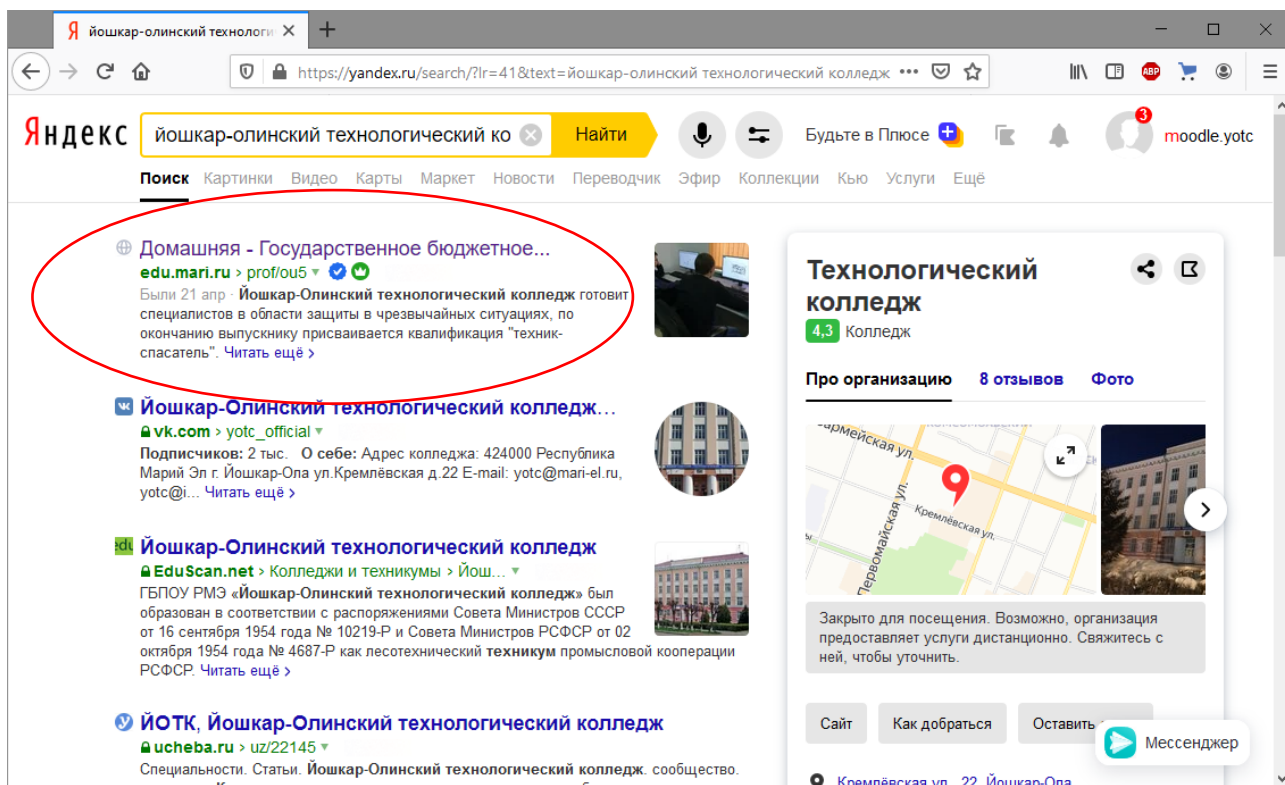 йошкар-олинский технологи
https://yandex.ru/search/?lr=41&text=йошкар-олинский технологический колледж
ABP
Яндекс
йошкар-олинский технологический ко
Найти
Будьте в Плюсе
3
moodle.yotc
Поиск Картинки Видео Карты Маркет Новости Переводчик Эфир Коллекции Кью Услуги Ещё
Домашняя - Государственное бюджетное...
edu.mari.ru › prof/ou5
Были 21 апр · Йошкар-Олинский технологический колледж готовит
специалистов в области защиты в чрезвычайных ситуациях, по
окончанию выпускнику присваивается квалификация "техник-
спасатель". Читать ещё ›
Йошкар-Олинский технологический колледж…
vk.com › yotc_official
Подписчиков: 2 тыс. О себе: Адрес колледжа: 424000 Республика
Марий Эл г. Йошкар-Ола ул.Кремлёвская д.22 E-mail: yotc@mari-el.ru,
yotc@i... Читать ещё ›
edu
Йошкар-Олинский технологический колледж
EduScan.net › Колледжи и техникумы › Йош…
ГБПОУ РМЭ «Йошкар-Олинский технологический колледж» был
образован в соответствии с распоряжениями Совета Министров СССР
от 16 сентября 1954 года № 10219-Р и Совета Министров РСФСР от 02
октября 1954 года № 4687-Р как лесотехнический техникум промысловой кооперации
РСФСР. Читать ещё ›
ЙОТК, Йошкар-Олинский технологический колледж
ucheba.ru › uz/22145
Специальности. Статьи. Йошкар-Олинский технологический колледж. сообщество.
Технологический
колледж
4,3 Колледж
Про организацию 8 отзывов Фото
Первомайская ул.
Кремлёвская ул.
Закрыто для посещения. Возможно, организация
предоставляет услуги дистанционно. Свяжитесь с
ней, чтобы уточнить.
Сайт
Как добраться
Оставить
Мессенджер
Кремлёвская ул., 22, Йошкар-Ола